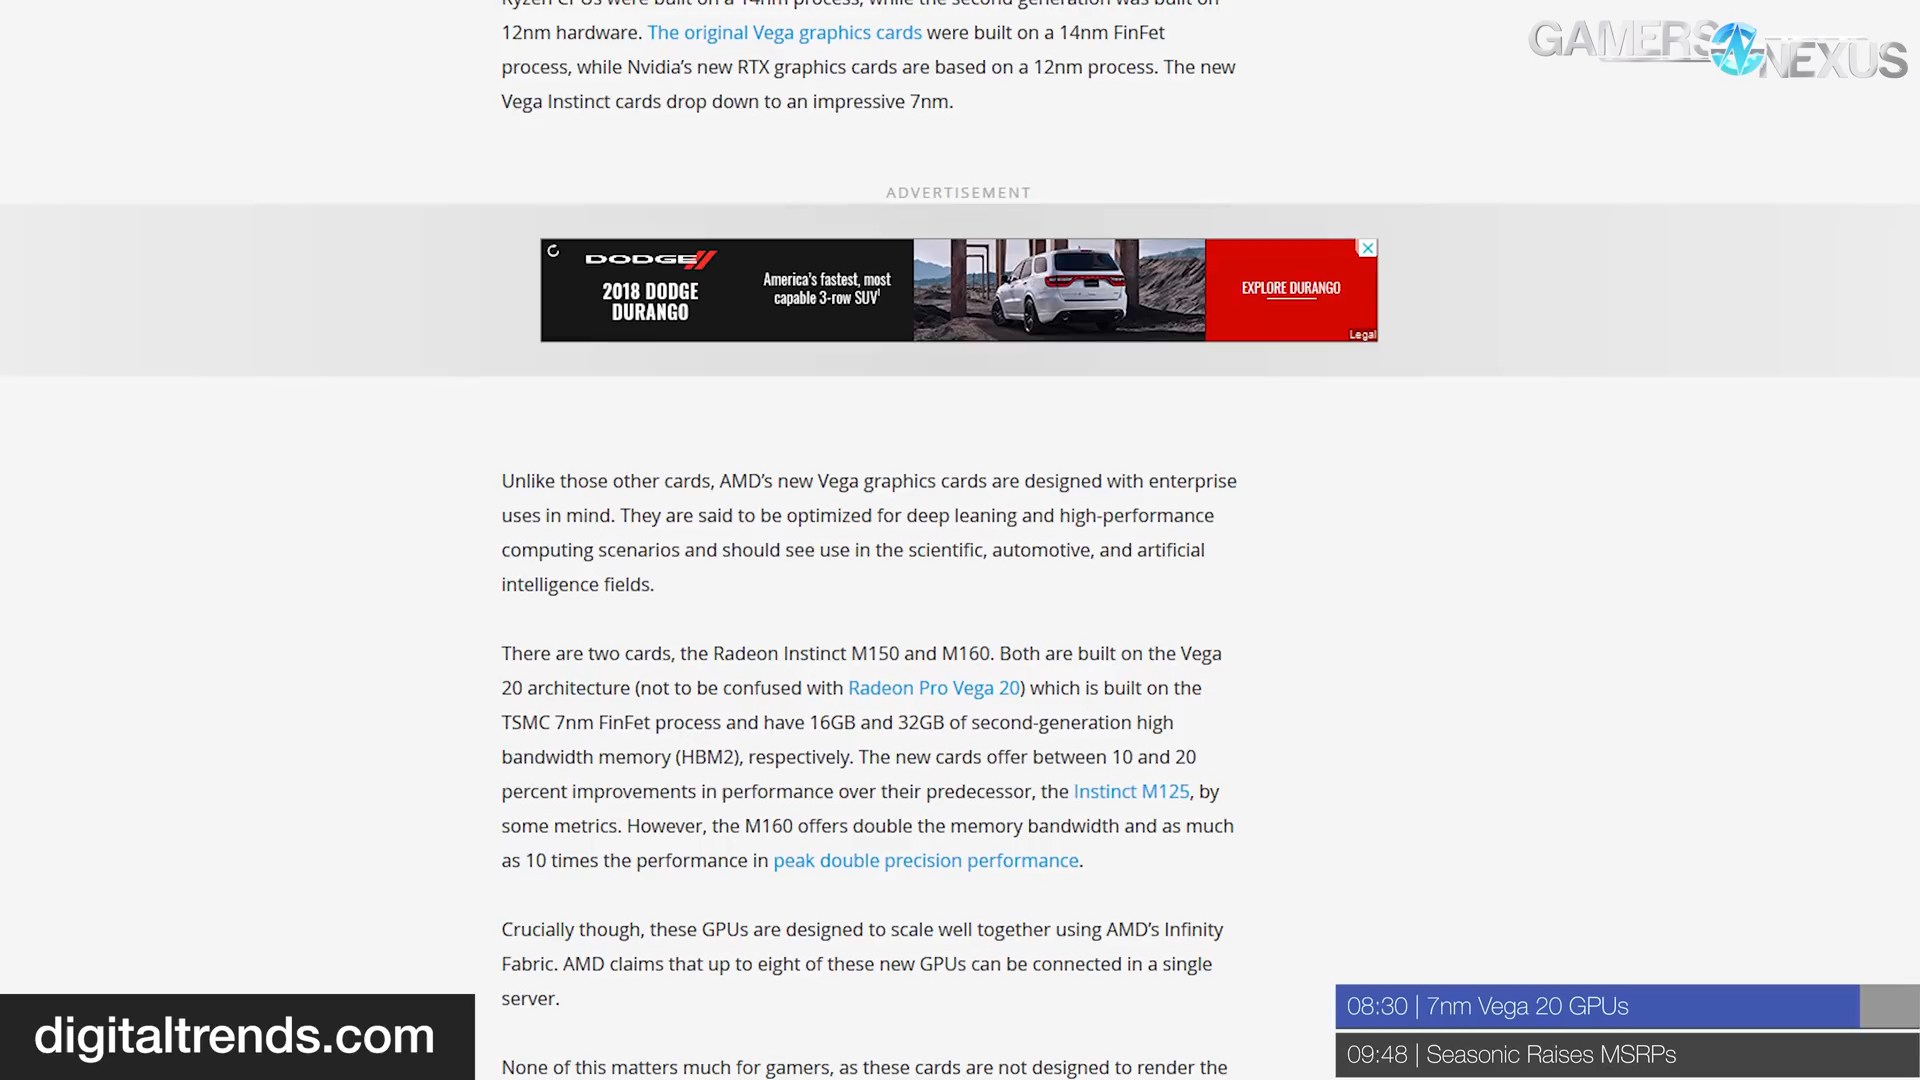 Ryzen CPUs were built on a 14nm process, while the second generation was built on
12nm hardware. The original Vega graphics cards were built on a 14nm FinFet
process, while Nvidia’s new RTX graphics cards are based on a 12nm process. The new
Vega Instinct cards drop down to an impressive 7nm.
GAMERS NEXUS
ADVERTISEMENT
DODGE
2018 DODGE
DURANGO
America's fastest, most
capable 3-row SUV¹
EXPLORE DURANGO
Legal
Unlike those other cards, AMD’s new Vega graphics cards are designed with enterprise
uses in mind. They are said to be optimized for deep leaning and high-performance
computing scenarios and should see use in the scientific, automotive, and artificial
intelligence fields.
There are two cards, the Radeon Instinct M150 and M160. Both are built on the Vega
20 architecture (not to be confused with Radeon Pro Vega 20) which is built on the
TSMC 7nm FinFet process and have 16GB and 32GB of second-generation high
bandwidth memory (HBM2), respectively. The new cards offer between 10 and 20
percent improvements in performance over their predecessor, the Instinct M125, by
some metrics. However, the M160 offers double the memory bandwidth and as much
as 10 times the performance in peak double precision performance.
Crucially though, these GPUs are designed to scale well together using AMD’s Infinity
Fabric. AMD claims that up to eight of these new GPUs can be connected in a single
server.
None of this matters much for gamers, as these cards are not designed to render the
digitaltrends.com
08:30 | 7nm Vega 20 GPUs
09:48 | Seasonic Raises MSRPs